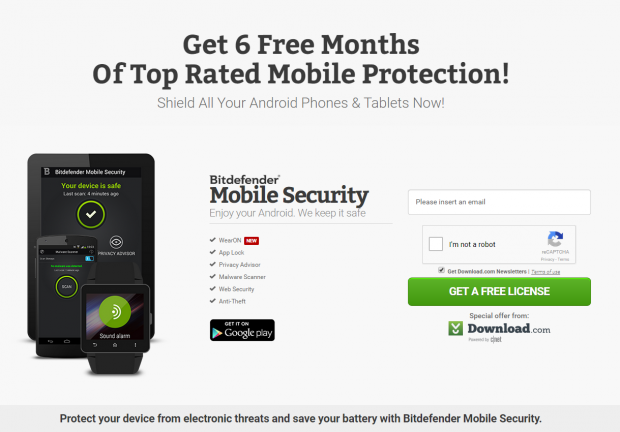 Get 6 Free Months
Of Top Rated Mobile Protection!
Shield All Your Android Phones & Tablets Now!
Bitdefender Mobile Security
Your device is safe
Last scan: 4 minutes ago
PRIVACY ADVISOR
SCAN
Sound alarm
Bitdefender
Mobile Security
Enjoy your Android. We keep it safe
WearON NEW
App Lock
Privacy Advisor
Malware Scanner
Web Security
Anti-Theft
GET IT ON
Google play
Please insert an email
I'm not a robot
reCAPTCHA
Privacy - Terms
Get Download.com Newsletters / Terms of use
GET A FREE LICENSE
Special offer from:
Download.com
Powered by c|net
Protect your device from electronic threats and save your battery with Bitdefender Mobile Security.